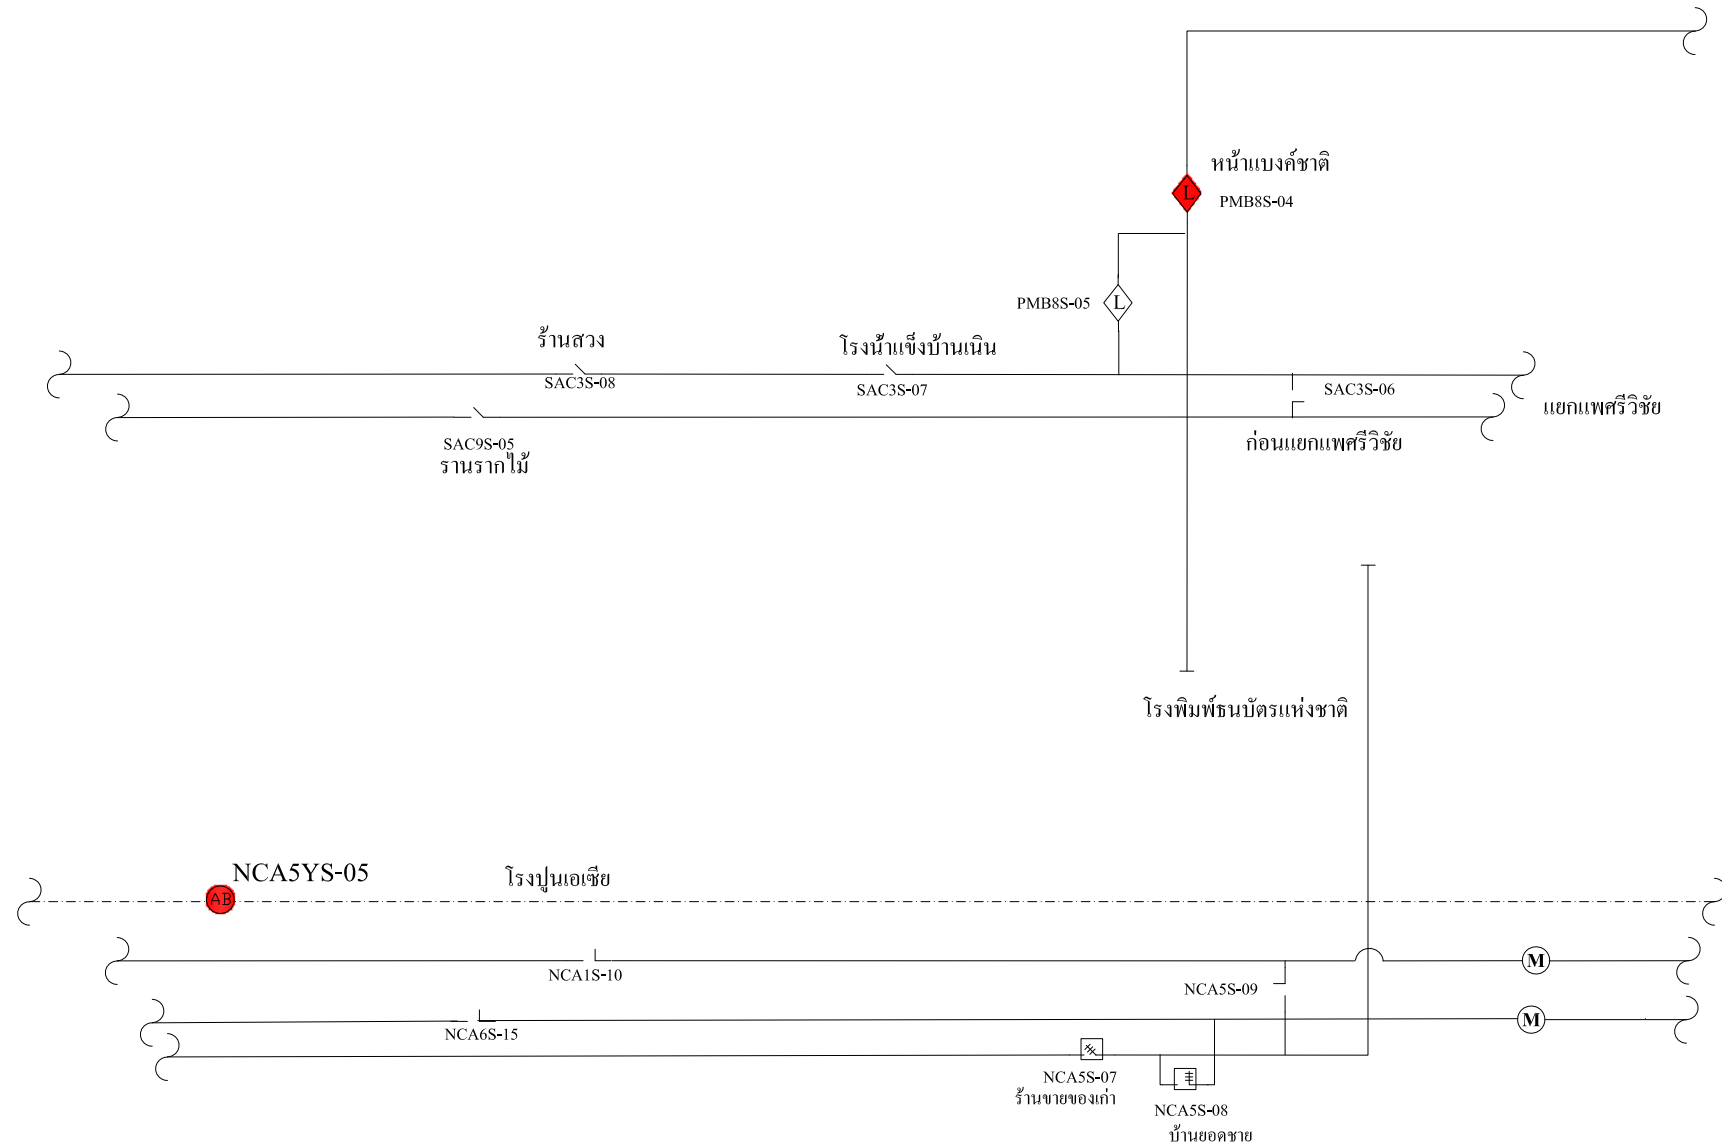 หน้าแบงค์ชาติ
L
PMB8S-04
PMB8S-05
L
ร้านสวง
โรงน้ำแข็งบ้านเนิน
SAC3S-08
SAC3S-07
SAC3S-06
แยกแพศรีวิชัย
SAC9S-05
รานรากไม้
ก่อนแยกแพศรีวิชัย
โรงพิมพ์ธนบัตรแห่งชาติ
NCA5YS-05
โรงปูนเอเซีย
AB
NCA1S-10
M
NCA5S-09
NCA6S-15
M
NCA5S-07
ร้านขายของเก่า
NCA5S-08
บ้านยอดชาย